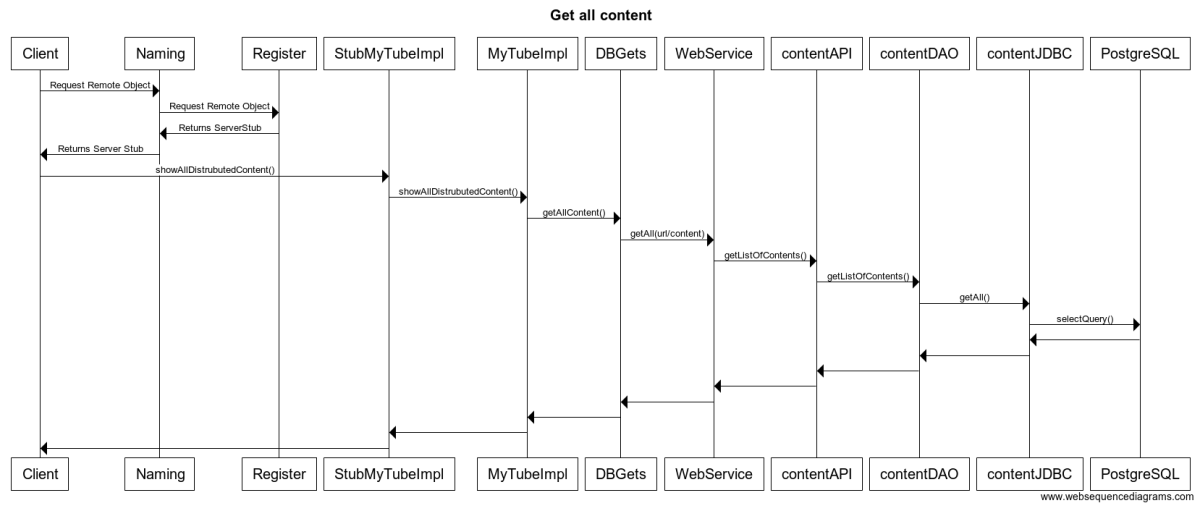 Get all content
Client Naming Register StubMyTubeImpl MyTubeImpl DBGets WebService contentAPI contentDAO contentJDBC PostgreSQL
Request Remote Object
Request Remote Object
Returns ServerStub
Returns Server Stub
showAllDistrubutedContent()
showAllDistrubutedContent()
getAllContent()
getAll(url/content)
getListOfContents()
getListOfContents()
getAll()
selectQuery()
Client Naming Register StubMyTubeImpl MyTubeImpl DBGets WebService contentAPI contentDAO contentJDBC PostgreSQL
www.websequencediagrams.com